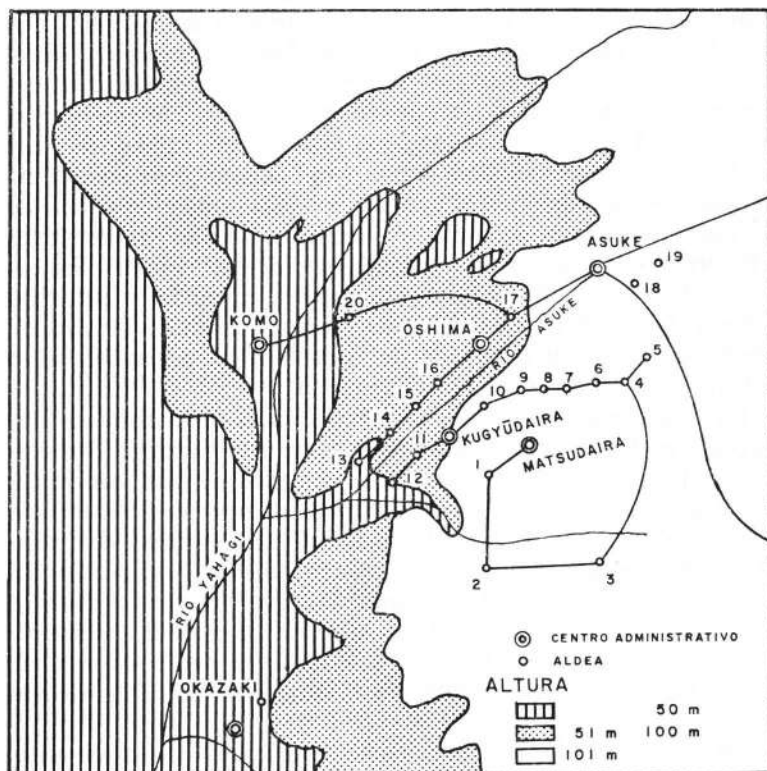 ASUKE
19
18
17
20
KOMO
OSHIMA
RIO ASUKE
16
15
14
13
5
4
6
7
8
9
10
11
KUGYŪDAIRA
MATSUDAIRA
12
1
2
3
RIO YAHAGI
OKAZAKI
CENTRO ADMINISTRATIVO
ALDEA
ALTURA
50 m
51 m 100 m
101 m